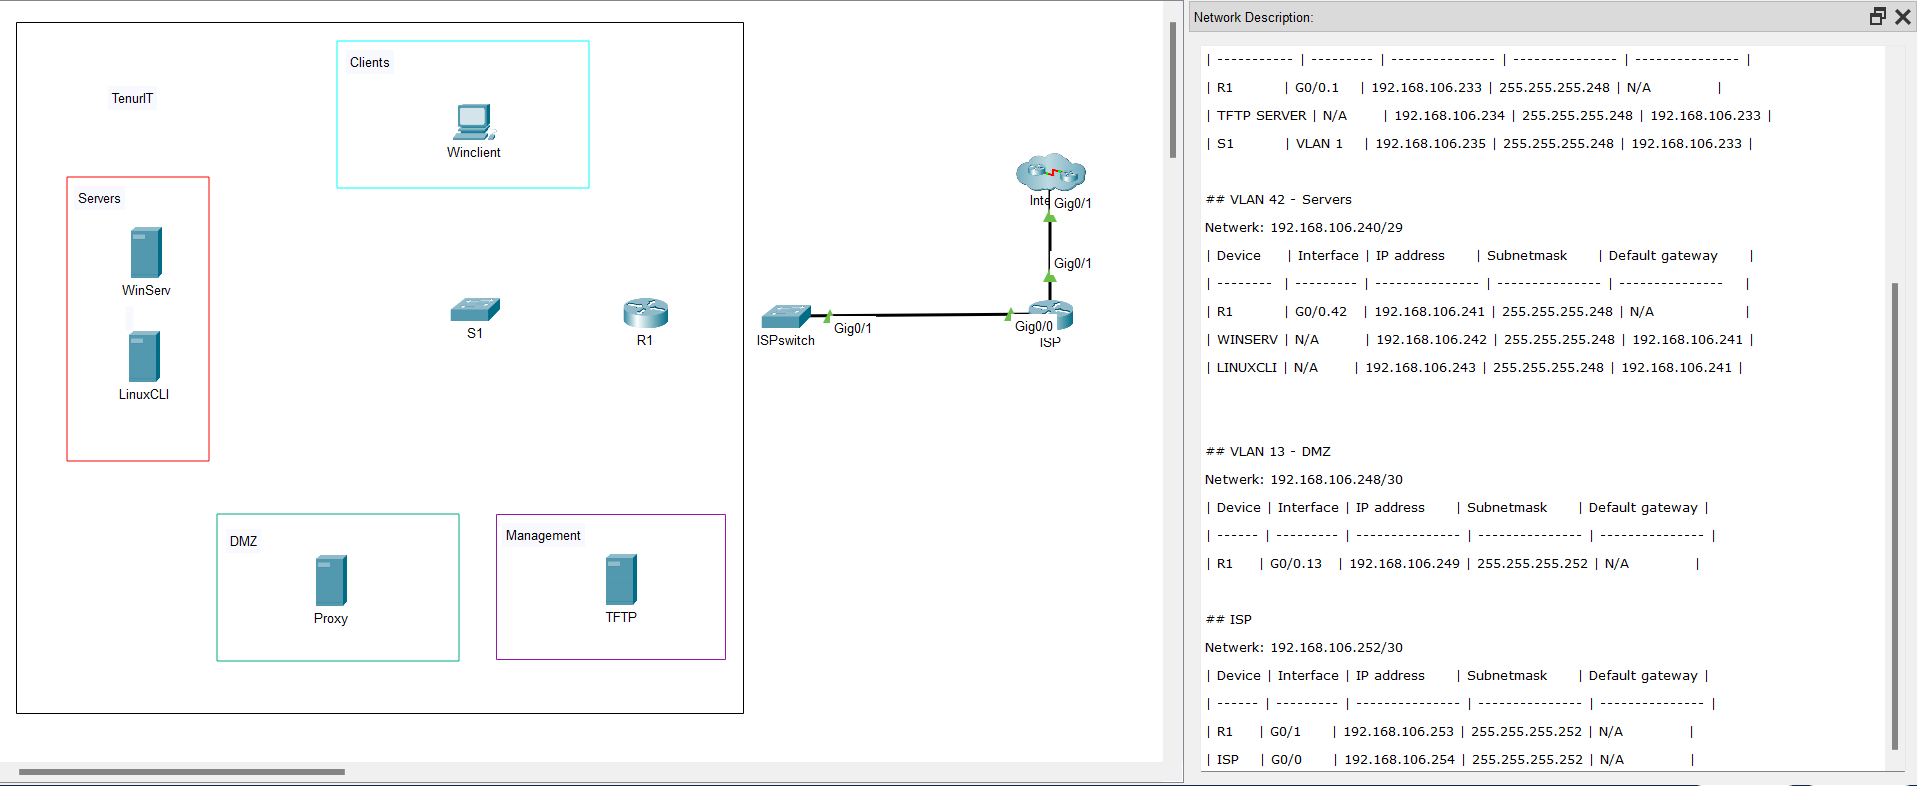 Clients
TenurIT
Winclient
Servers
WinServ
LinuxCLI
S1
R1
ISPswitch
Gig0/1
Gig0/0
ISP
Gig0/1
Gig0/1
Inte
DMZ
Proxy
Management
TFTP
Network Description:
| ----------- | --------- | --------------- | --------------- | --------------- |
| R1 | G0/0.1 | 192.168.106.233 | 255.255.255.248 | N/A |
| TFTP SERVER | N/A | 192.168.106.234 | 255.255.255.248 | 192.168.106.233 |
| S1 | VLAN 1 | 192.168.106.235 | 255.255.255.248 | 192.168.106.233 |
## VLAN 42 - Servers
Netwerk: 192.168.106.240/29
| Device | Interface | IP address | Subnetmask | Default gateway |
| -------- | --------- | --------------- | --------------- | --------------- |
| R1 | G0/0.42 | 192.168.106.241 | 255.255.255.248 | N/A |
| WINSERV | N/A | 192.168.106.242 | 255.255.255.248 | 192.168.106.241 |
| LINUXCLI | N/A | 192.168.106.243 | 255.255.255.248 | 192.168.106.241 |
## VLAN 13 - DMZ
Netwerk: 192.168.106.248/30
| Device | Interface | IP address | Subnetmask | Default gateway |
| ------ | --------- | --------------- | --------------- | --------------- |
| R1 | G0/0.13 | 192.168.106.249 | 255.255.255.252 | N/A |
## ISP
Netwerk: 192.168.106.252/30
| Device | Interface | IP address | Subnetmask | Default gateway |
| ------ | --------- | --------------- | --------------- | --------------- |
| R1 | G0/1 | 192.168.106.253 | 255.255.255.252 | N/A |
| ISP | G0/0 | 192.168.106.254 | 255.255.255.252 | N/A |